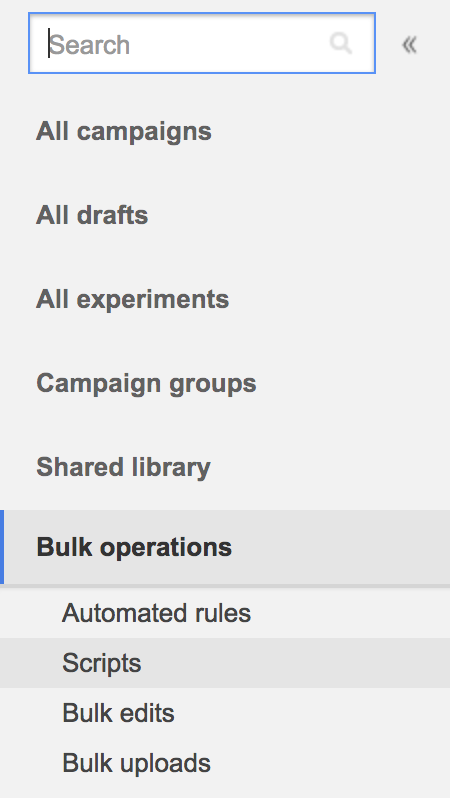 Search «
All campaigns
All drafts
All experiments
Campaign groups
Shared library
Bulk operations
Automated rules
Scripts
Bulk edits
Bulk uploads